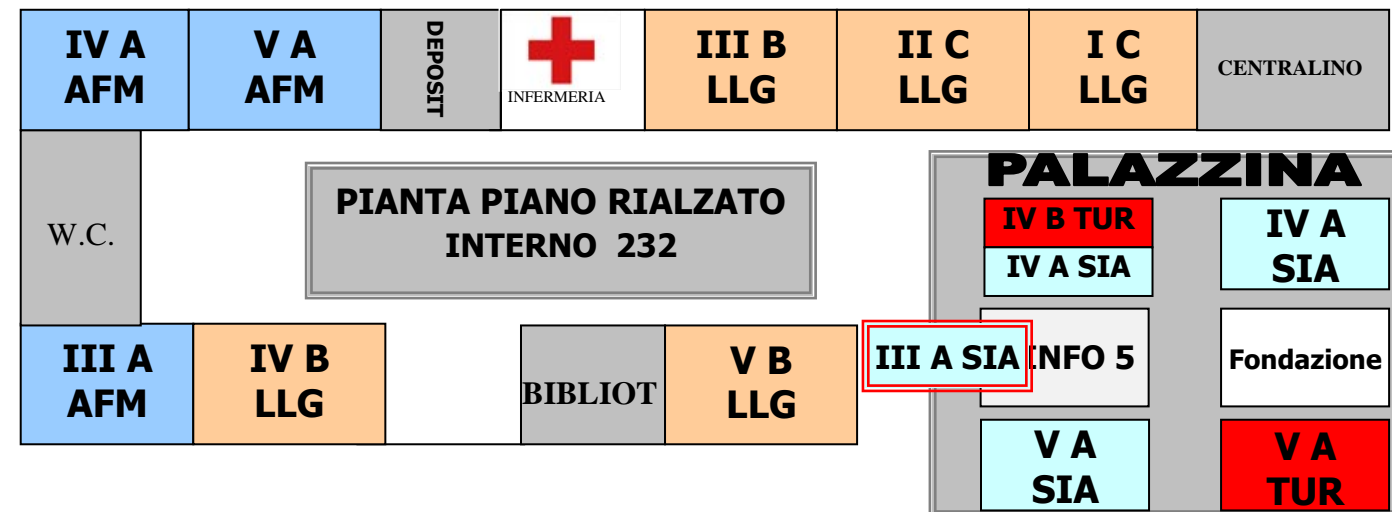 IV A
AFM
V A
AFM
DEPOSIT
INFERMERIA
III B
LLG
II C
LLG
I C
LLG
CENTRALINO
W.C.
PIANTA PIANO RIALZATO
INTERNO 232
PALAZZINA
IV B TUR
IV A SIA
IV A
SIA
III A
AFM
IV B
LLG
BIBLIOT
V B
LLG
III A SIA
INFO 5
Fondazione
V A
SIA
V A
TUR